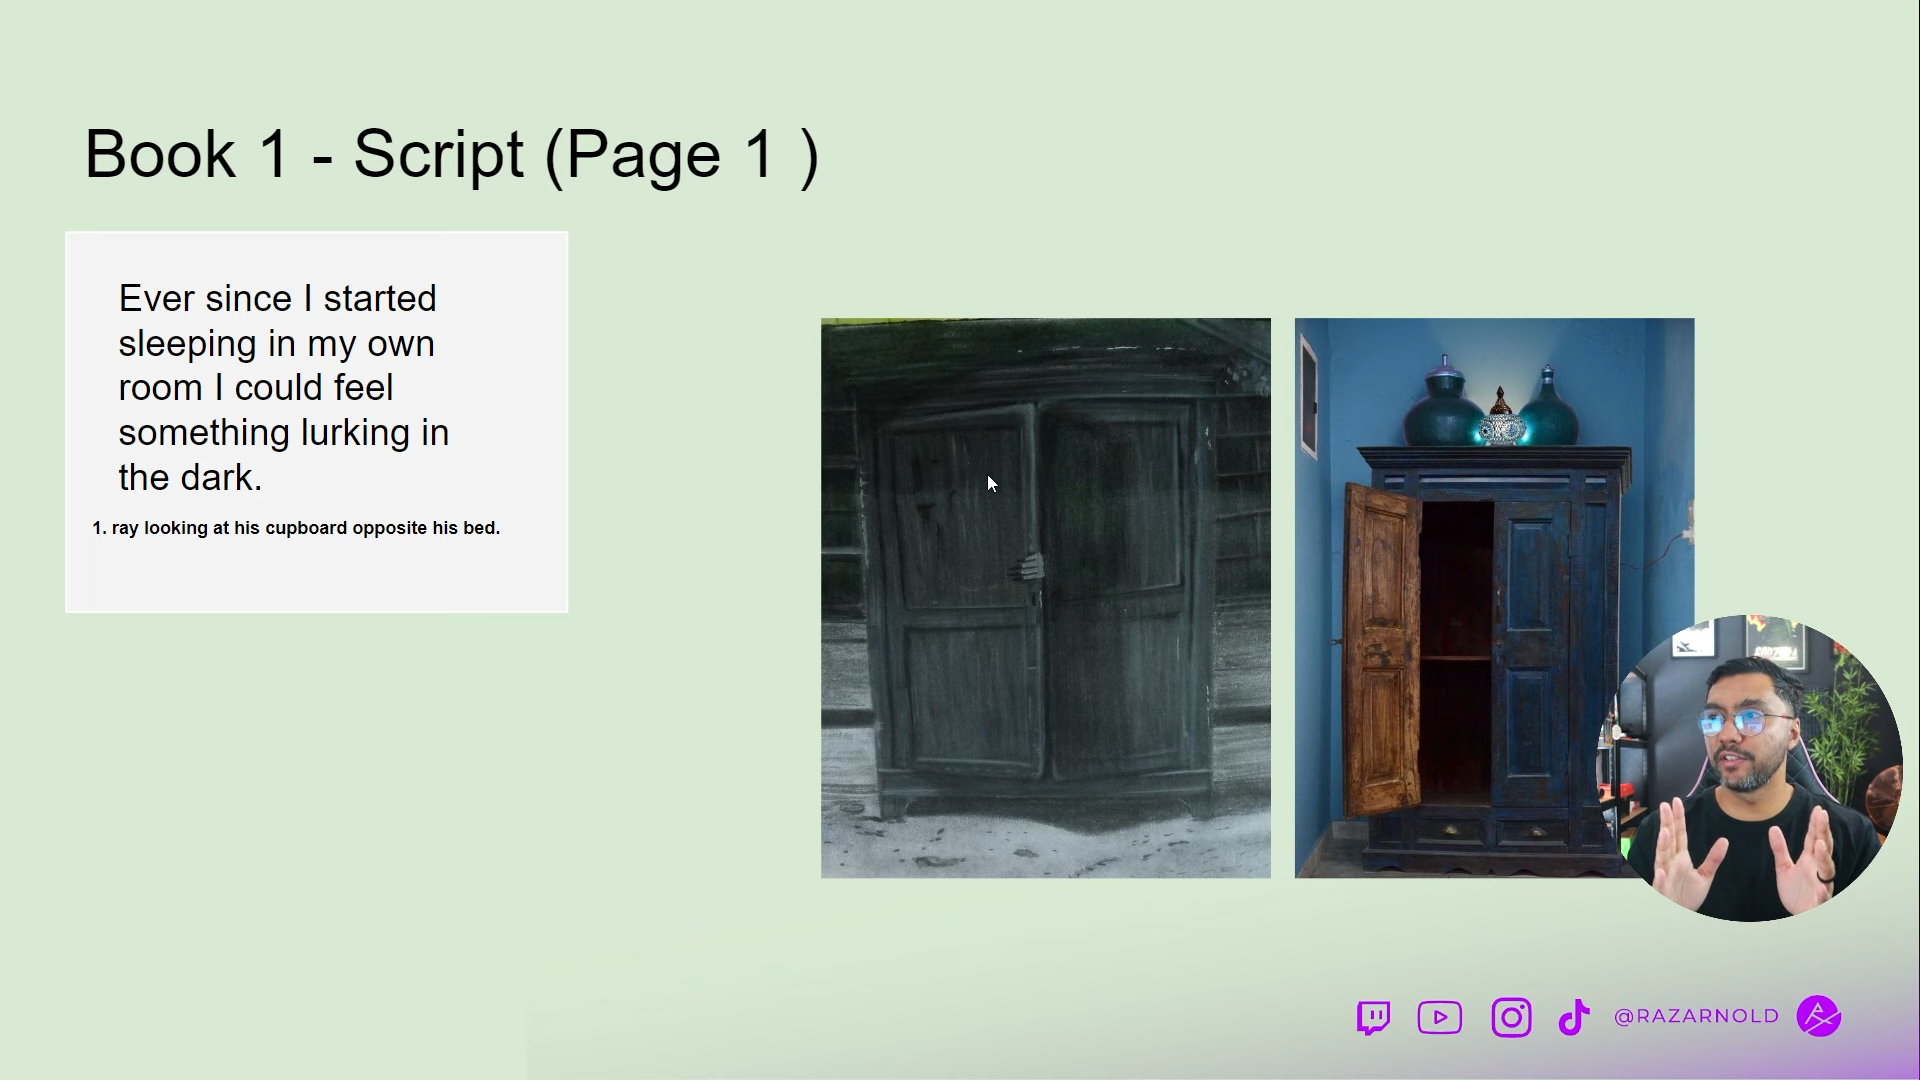 Book 1 - Script (Page 1 )
Ever since I started
sleeping in my own
room I could feel
something lurking in
the dark.
1. ray looking at his cupboard opposite his bed.
@RAZARNOLD